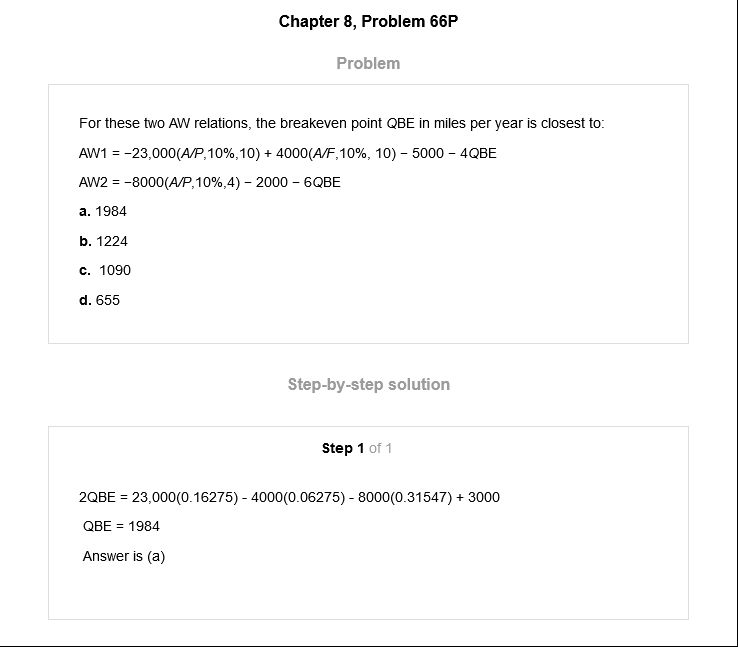 Chapter 8, Problem 66P
Problem
For these two AW relations, the breakeven point QBE in miles per year is closest to:
AW1 = −23,000(A/P,10%,10) + 4000(A/F,10%, 10) − 5000 − 4QBE
AW2 = −8000(A/P,10%,4) − 2000 − 6QBE
a. 1984
b. 1224
c. 1090
d. 655
Step-by-step solution
Step 1 of 1
2QBE = 23,000(0.16275) - 4000(0.06275) - 8000(0.31547) + 3000
QBE = 1984
Answer is (a)